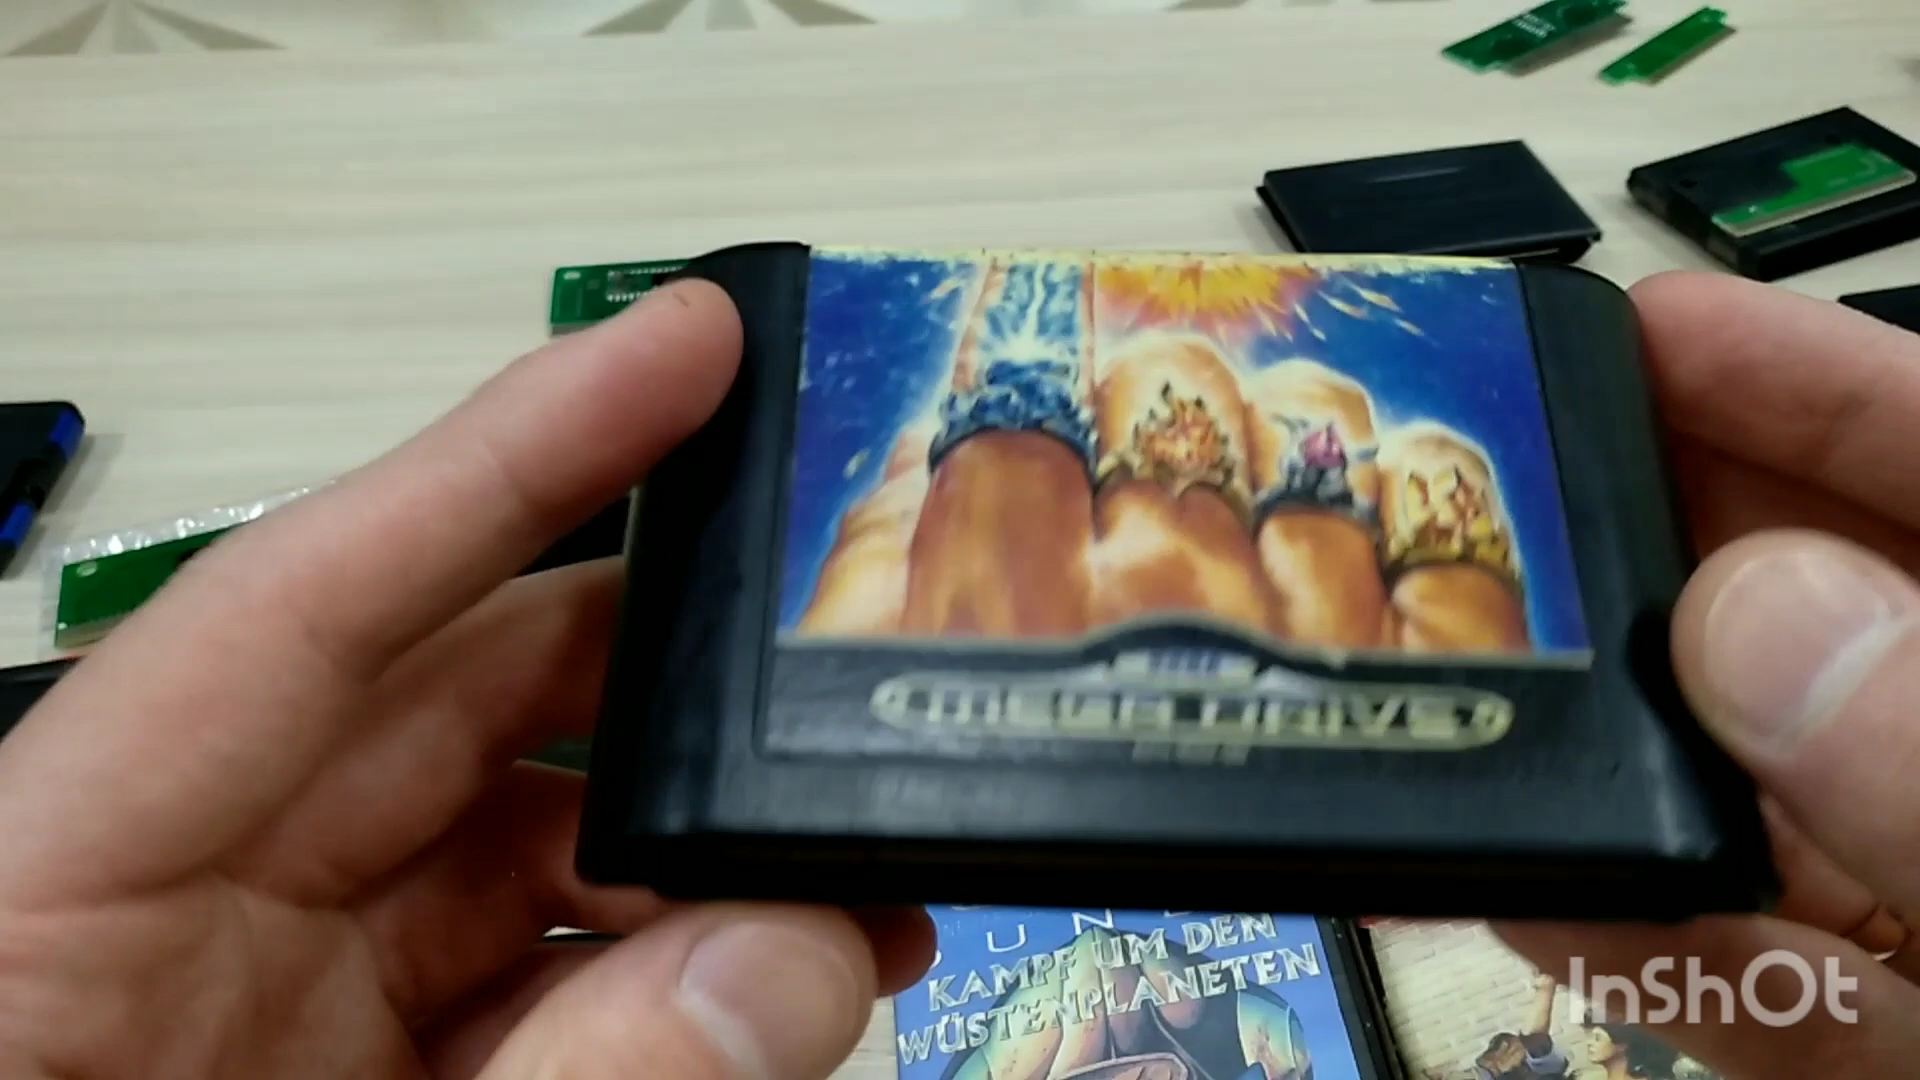 MEGA DRIVE
DUNE
KAMPF UM DEN
WÜSTENPLANETEN
InShOt